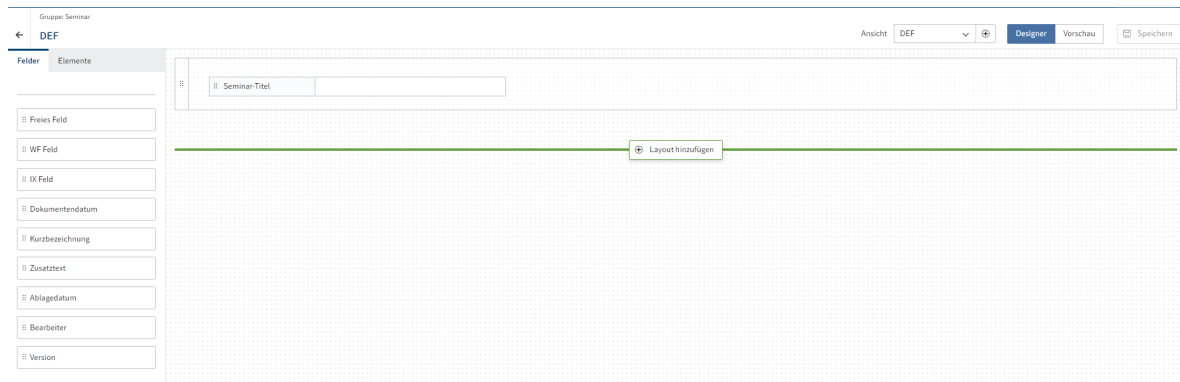 Gruppe: Seminar
DEF
Ansicht DEF Designer Vorschau Speichern
Felder Elemente
Seminar-Titel
Freies Feld
Layout hinzufügen
WF Feld
IX Feld
Dokumentendatum
Kurzbezeichnung
Zusatztext
Ablagedatum
Bearbeiter
Version